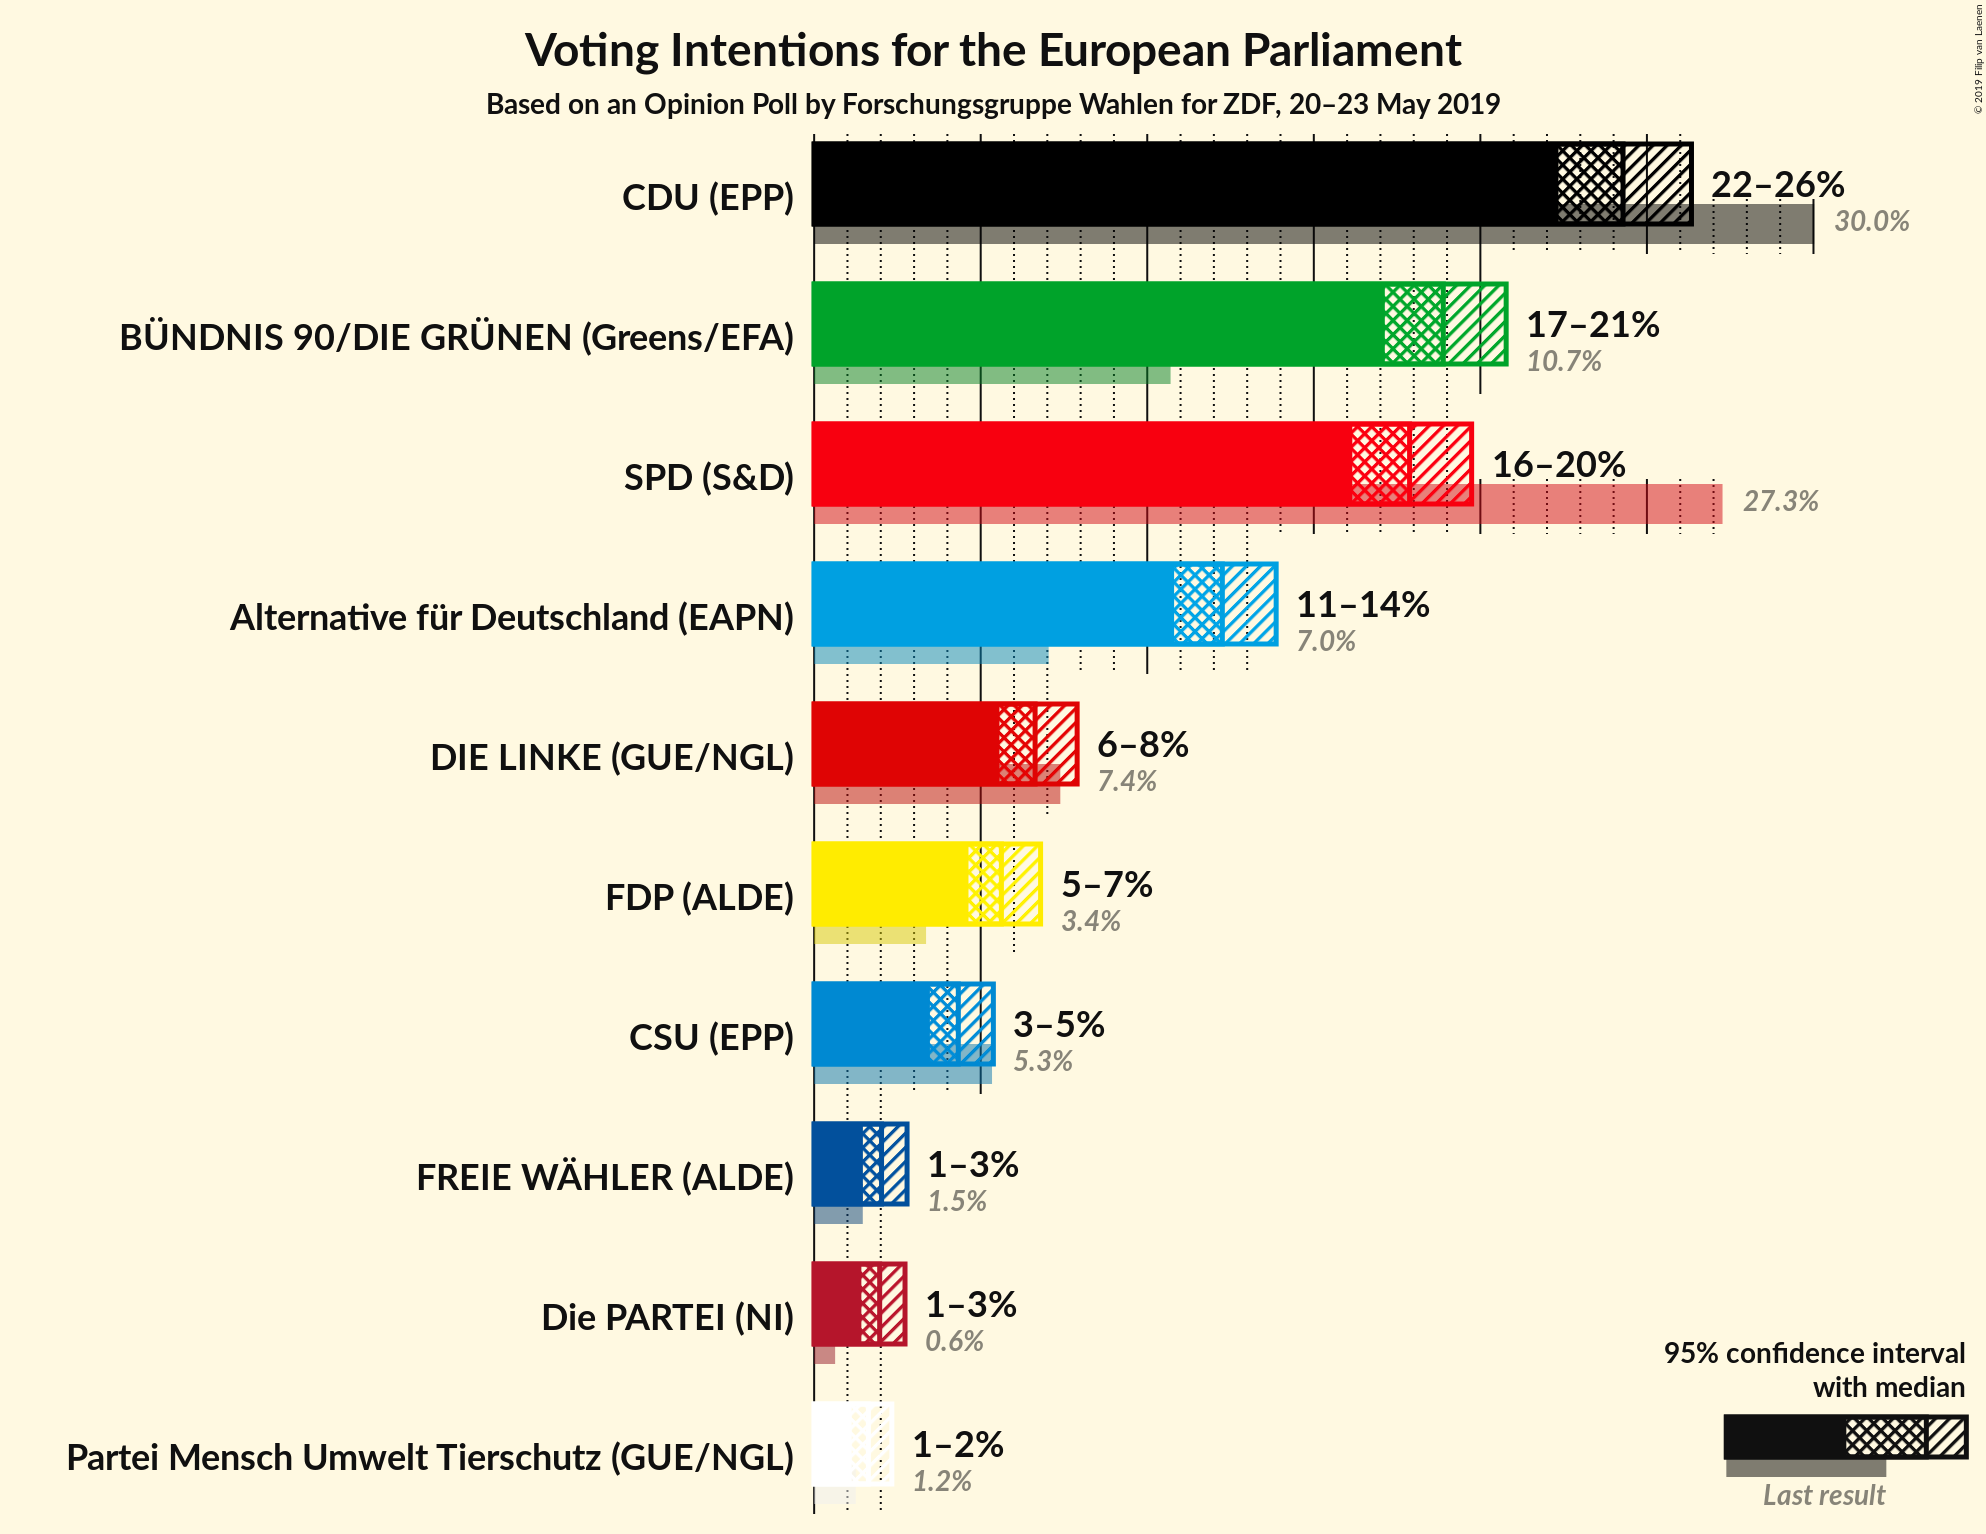 Voting Intentions for the European Parliament
Based on an Opinion Poll by Forschungsgruppe Wahlen for ZDF, 20–23 May 2019
© 2019 Filip van Laenen
CDU (EPP)
22–26%
30.0%
BÜNDNIS 90/DIE GRÜNEN (Greens/EFA)
17–21%
10.7%
SPD (S&D)
16–20%
27.3%
Alternative für Deutschland (EAPN)
11–14%
7.0%
DIE LINKE (GUE/NGL)
6–8%
7.4%
FDP (ALDE)
5–7%
3.4%
CSU (EPP)
3–5%
5.3%
FREIE WÄHLER (ALDE)
1–3%
1.5%
Die PARTEI (NI)
1–3%
0.6%
Partei Mensch Umwelt Tierschutz (GUE/NGL)
1–2%
1.2%
95% confidence interval
with median
Last result